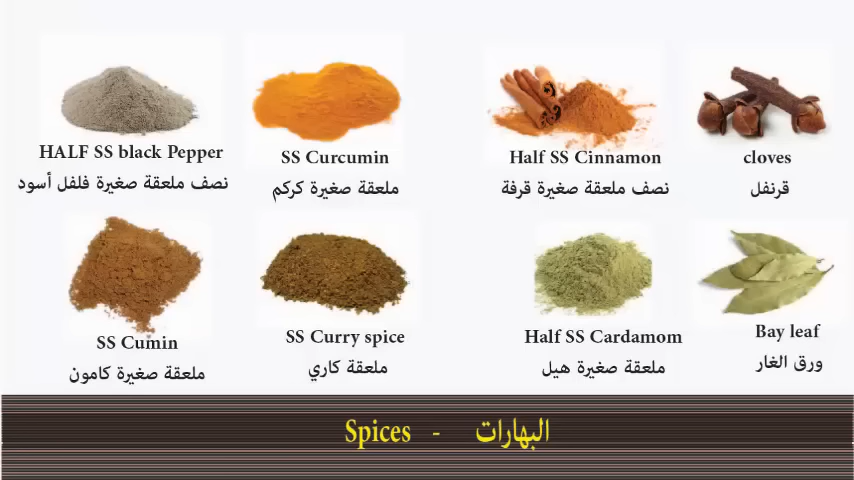 HALF SS black Pepper
نصف ملعقة صغيرة فلفل أسود
SS Curcumin
ملعقة صغيرة كركم
Half SS Cinnamon
نصف ملعقة صغيرة قرفة
cloves
قرنفل
SS Cumin
ملعقة صغيرة كامون
SS Curry spice
ملعقة كاري
Half SS Cardamom
ملعقة صغيرة هيل
Bay leaf
ورق الغار
Spices - البهارات